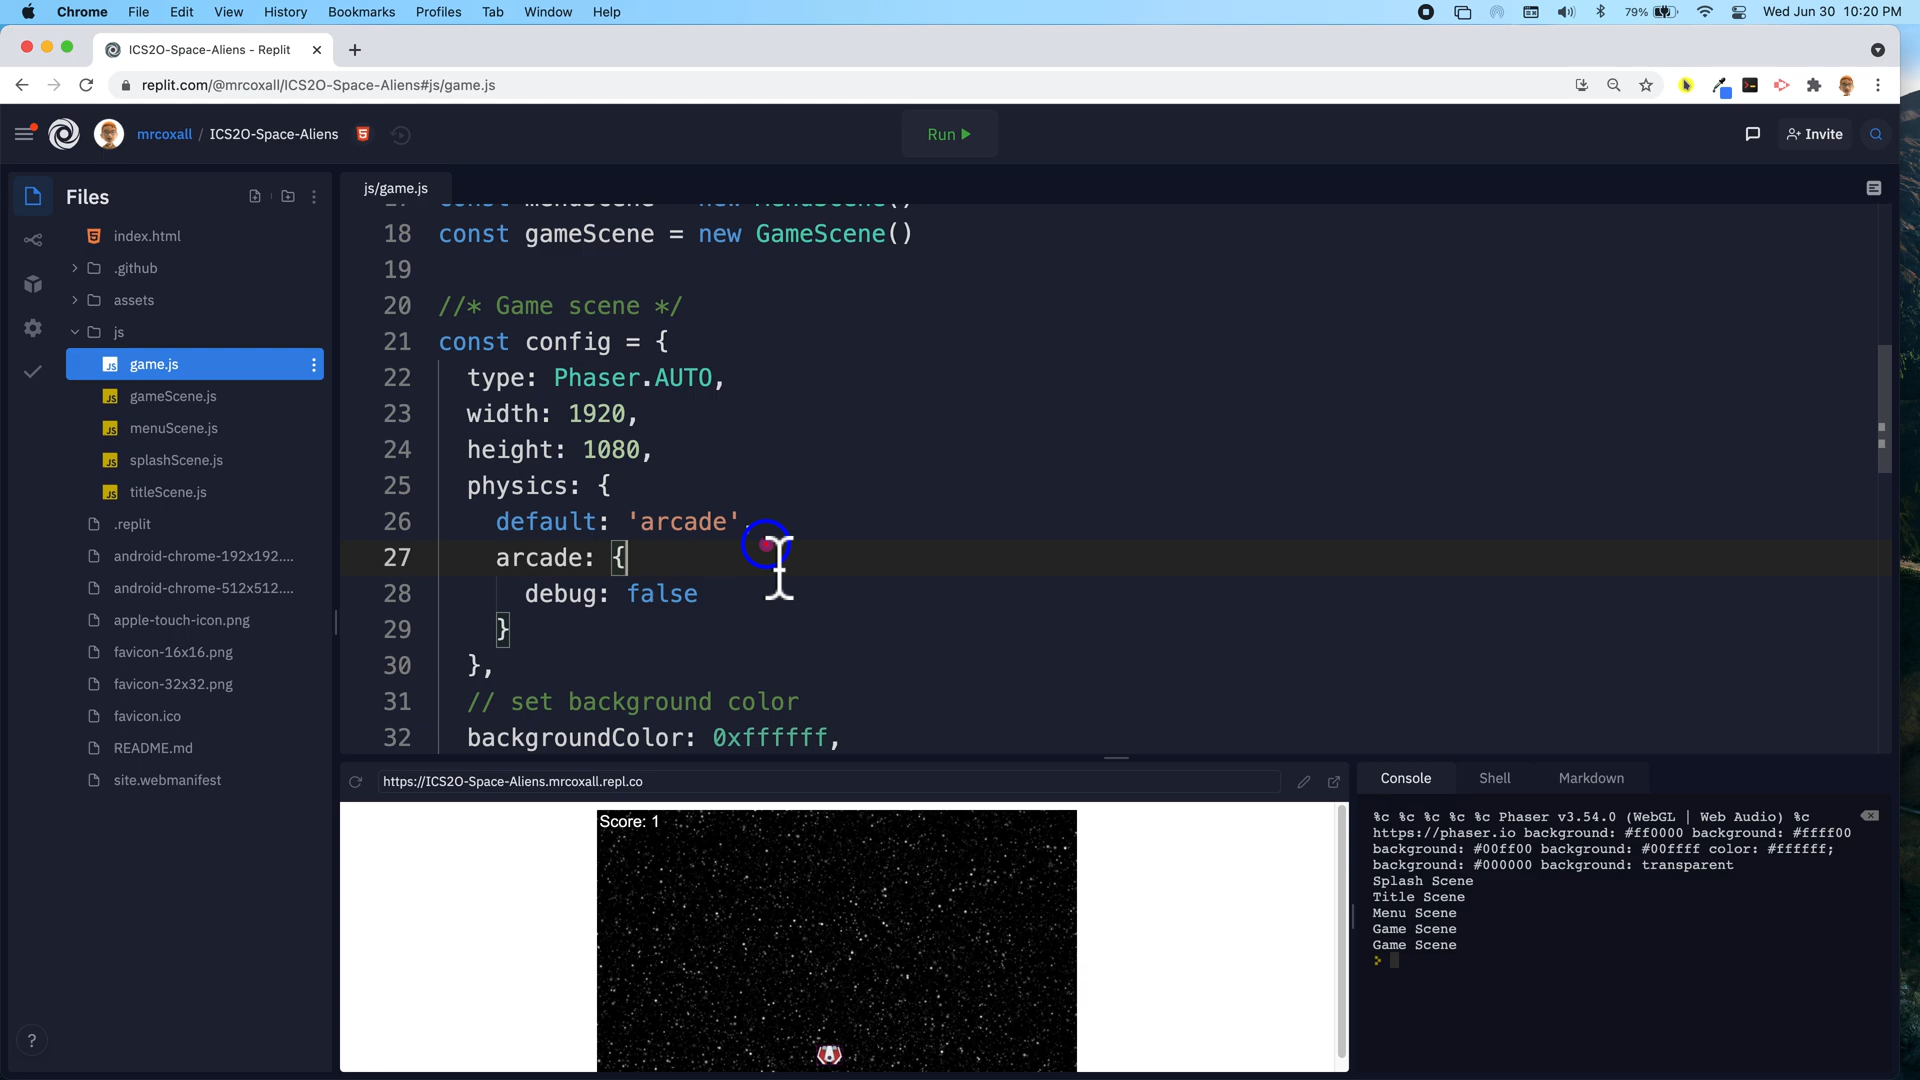 Chrome File Edit View History Bookmarks Profiles Tab Window Help 79% Wed Jun 30 10:20 PM
ICS2O-Space-Aliens - Replit
replit.com/@mrcoxall/ICS2O-Space-Aliens#js/game.js
mrcoxall / ICS2O-Space-Aliens Run Invite
Files
index.html
.github
assets
js
game.js
gameScene.js
menuScene.js
splashScene.js
titleScene.js
.replit
android-chrome-192x192....
android-chrome-512x512....
apple-touch-icon.png
favicon-16x16.png
favicon-32x32.png
favicon.ico
README.md
site.webmanifest
?
js/game.js
18 const gameScene = new GameScene()
19
20 //* Game scene */
21 const config = {
22 type: Phaser.AUTO,
23 width: 1920,
24 height: 1080,
25 physics: {
26 default: 'arcade',
27 arcade: {
28 debug: false
29 }
30 },
31 // set background color
32 backgroundColor: 0xffffff,
https://ICS2O-Space-Aliens.mrcoxall.repl.co
Score: 1
Console Shell Markdown
%c %c %c %c %c Phaser v3.54.0 (WebGL | Web Audio) %c
https://phaser.io background: #ff0000 background: #ffff00
background: #00ff00 background: #00ffff color: #ffffff;
background: #000000 background: transparent
Splash Scene
Title Scene
Menu Scene
Game Scene
Game Scene